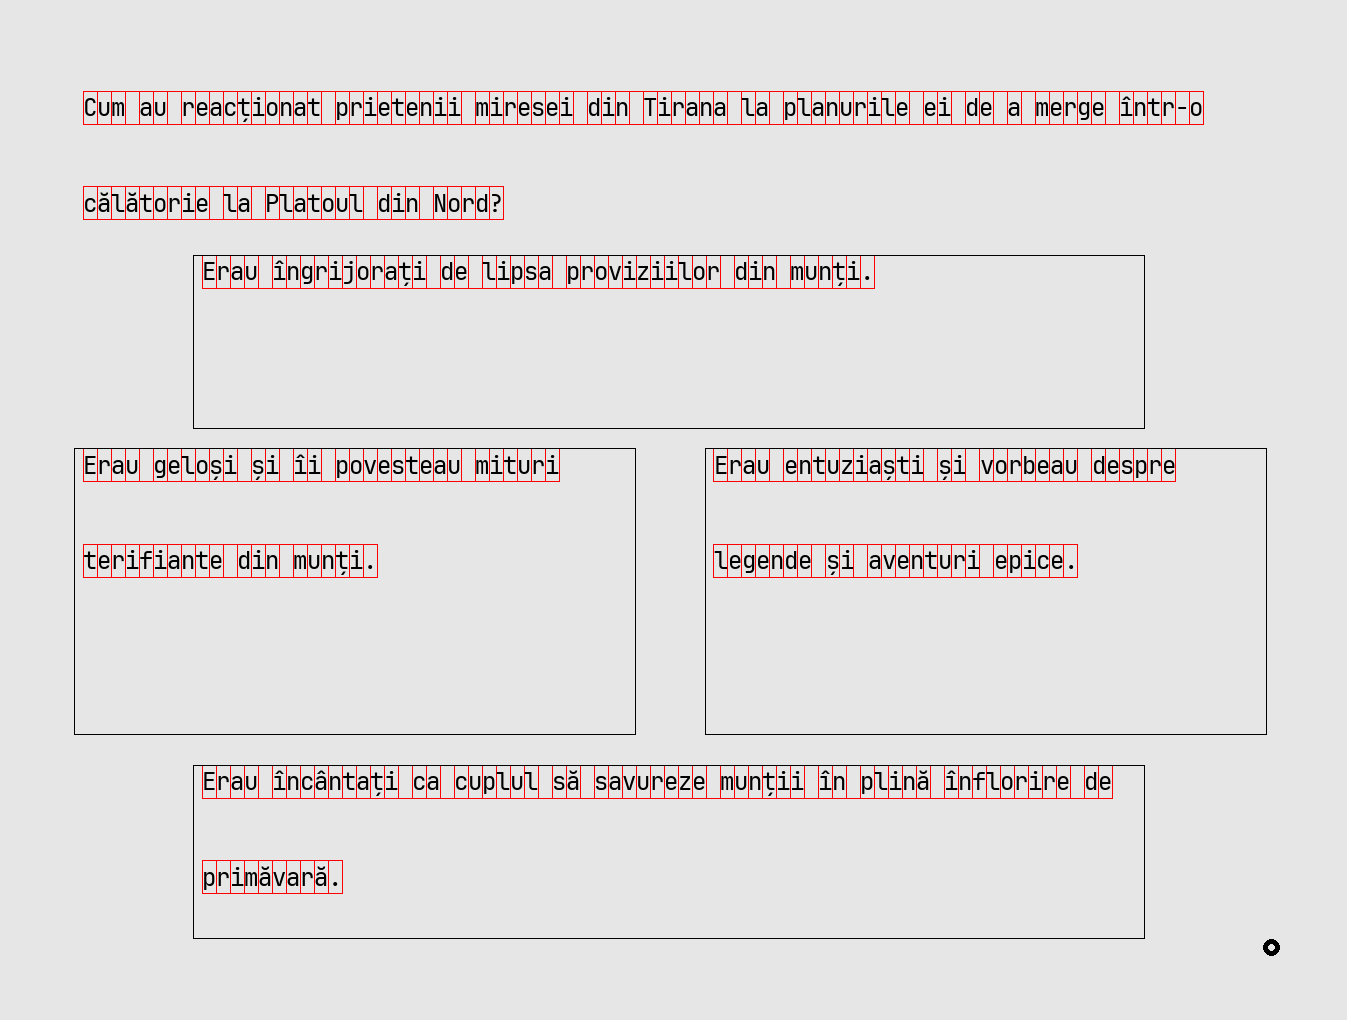 Cum au reacționat prietenii miresei din Tirana la planurile ei de a merge într-o
călătorie la Platoul din Nord?
Erau îngrijorați de lipsa proviziilor din munți.
Erau geloși și îi povesteau mituri
terifiante din munți.
Erau entuziaști și vorbeau despre
legende și aventuri epice.
Erau încântați ca cuplul să savureze munții în plină înflorire de
primăvară.